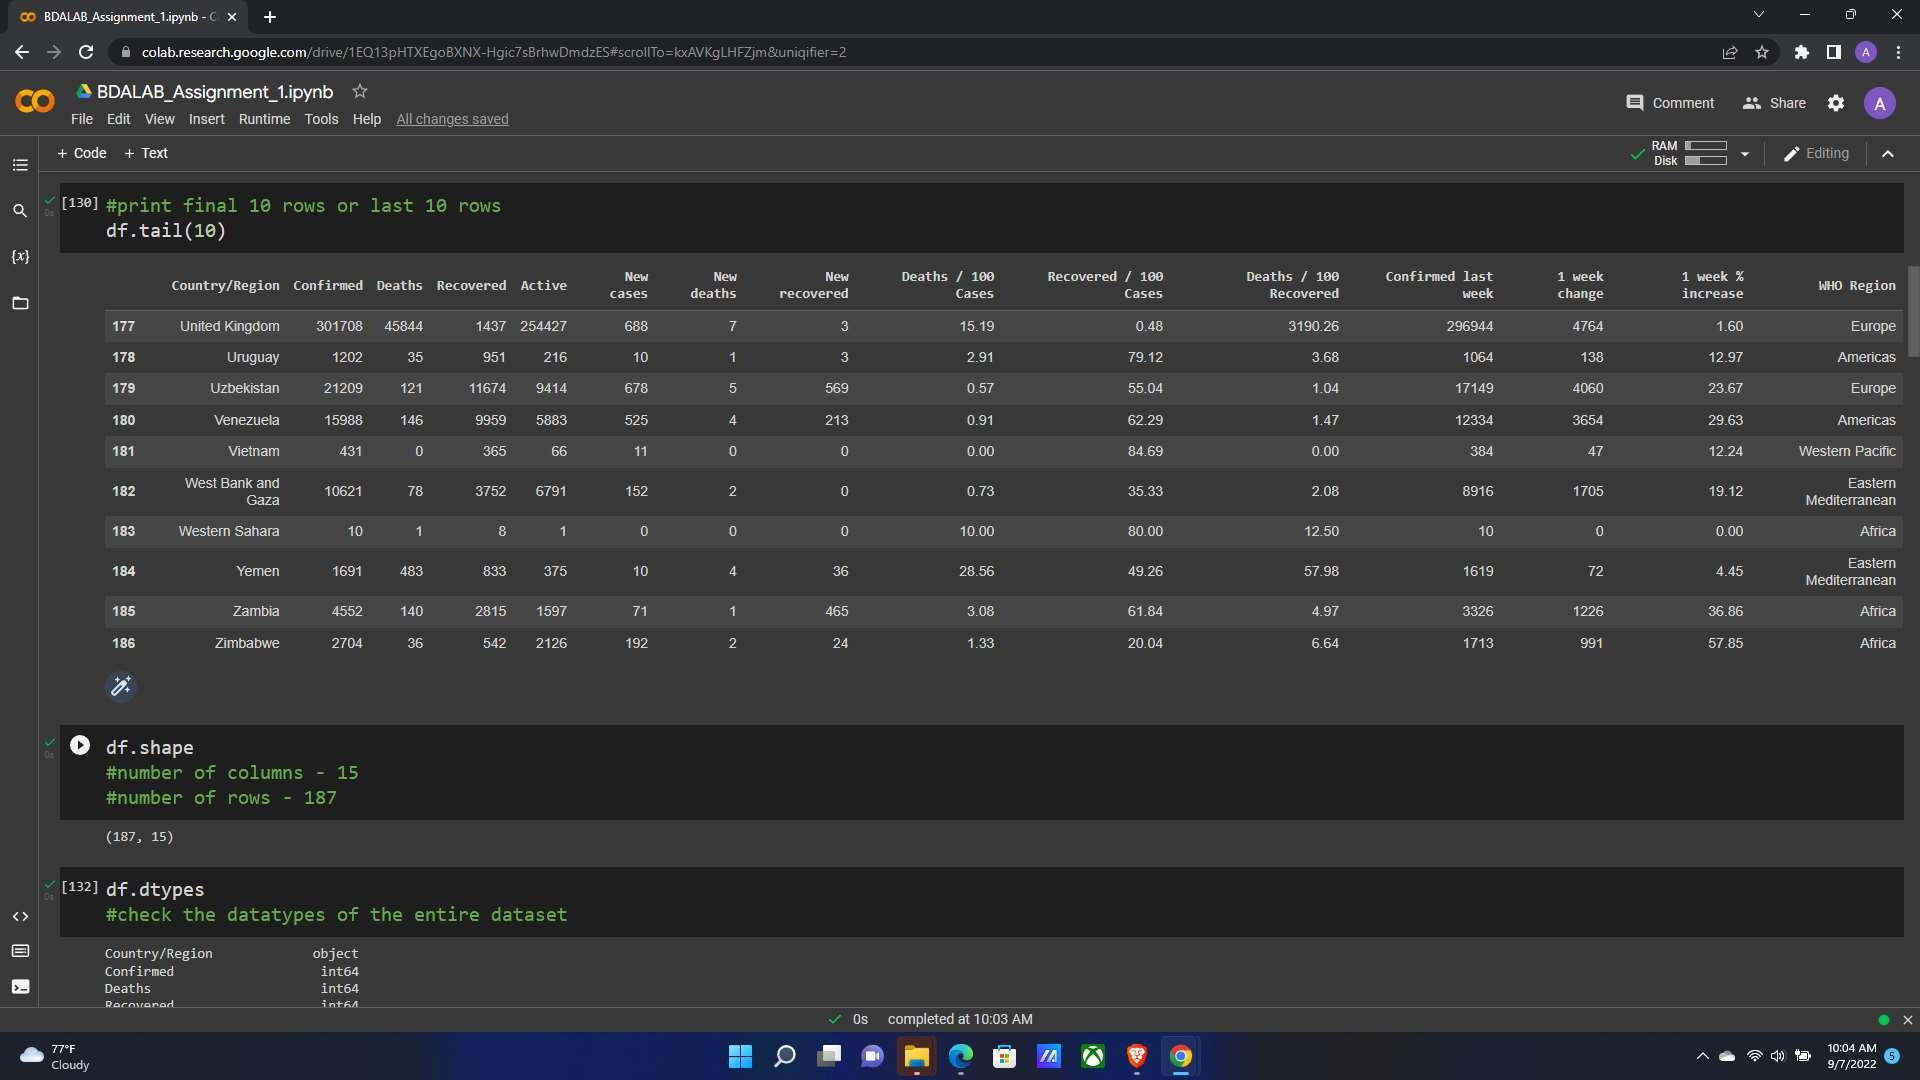 BDALAB_Assignment_1.ipynb - C
colab.research.google.com/drive/1EQ13pHTXEgoBXNX-Hgic7sBrhwDmdzES#scrollTo=kxAVKgLHFZjm&uniqifier=2
A
BDALAB_Assignment_1.ipynb
Comment Share A
File Edit View Insert Runtime Tools Help All changes saved
+ Code + Text
RAM
Disk
Editing
[130] #print final 10 rows or last 10 rows
0s
df.tail(10)
{x}
Country/Region Confirmed Deaths Recovered Active New cases New deaths New recovered Deaths / 100 Cases Recovered / 100 Cases Deaths / 100 Recovered Confirmed last week 1 week change 1 week % increase WHO Region
177 United Kingdom 301708 45844 1437 254427 688 7 3 15.19 0.48 3190.26 296944 4764 1.60 Europe
178 Uruguay 1202 35 951 216 10 1 3 2.91 79.12 3.68 1064 138 12.97 Americas
179 Uzbekistan 21209 121 11674 9414 678 5 569 0.57 55.04 1.04 17149 4060 23.67 Europe
180 Venezuela 15988 146 9959 5883 525 4 213 0.91 62.29 1.47 12334 3654 29.63 Americas
181 Vietnam 431 0 365 66 11 0 0 0.00 84.69 0.00 384 47 12.24 Western Pacific
182 West Bank and Gaza 10621 78 3752 6791 152 2 0 0.73 35.33 2.08 8916 1705 19.12 Eastern Mediterranean
183 Western Sahara 10 1 8 1 0 0 0 10.00 80.00 12.50 10 0 0.00 Africa
184 Yemen 1691 483 833 375 10 4 36 28.56 49.26 57.98 1619 72 4.45 Eastern Mediterranean
185 Zambia 4552 140 2815 1597 71 1 465 3.08 61.84 4.97 3326 1226 36.86 Africa
186 Zimbabwe 2704 36 542 2126 192 2 24 1.33 20.04 6.64 1713 991 57.85 Africa
df.shape
0s
#number of columns - 15
#number of rows - 187
(187, 15)
[132] df.dtypes
0s
#check the datatypes of the entire dataset
Country/Region object
Confirmed int64
Deaths int64
Recovered int64
0s completed at 10:03 AM
77°F
Cloudy
10:04 AM
9/7/2022
5